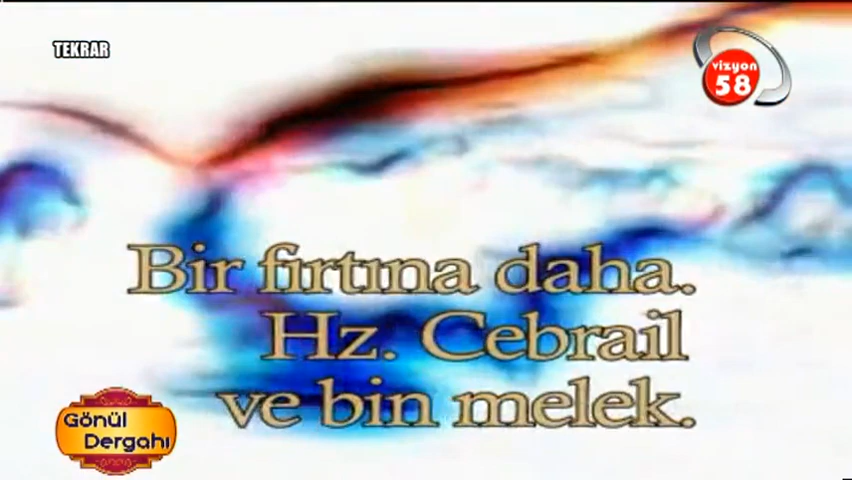 TEKRAR
vizyon
58
Bir fırtına daha.
Hz. Cebrail
ve bin melek.
Gönül
Dergahı